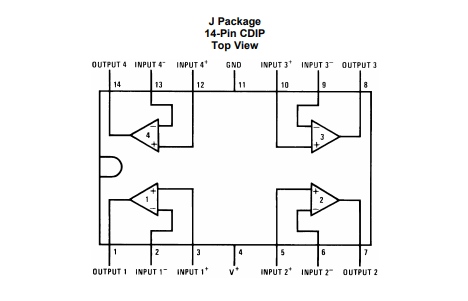 J Package
14-Pin CDIP
Top View
OUTPUT 4 INPUT 4⁻ INPUT 4⁺ GND INPUT 3⁺ INPUT 3⁻ OUTPUT 3
14 13 12 11 10 9 8
4 − + − + 3
1 + − + − 2
1 2 3 4 5 6 7
OUTPUT 1 INPUT 1⁻ INPUT 1⁺ V⁺ INPUT 2⁺ INPUT 2⁻ OUTPUT 2